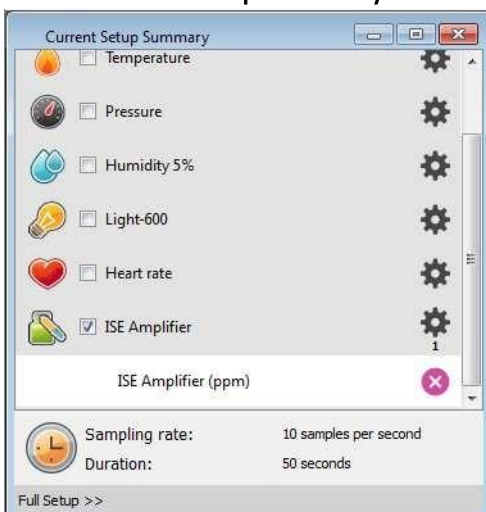 Current Setup Summary
Temperature
Pressure
Humidity 5%
Light-600
Heart rate
ISE Amplifier
1
ISE Amplifier (ppm)
Sampling rate: 10 samples per second
Duration: 50 seconds
Full Setup >>